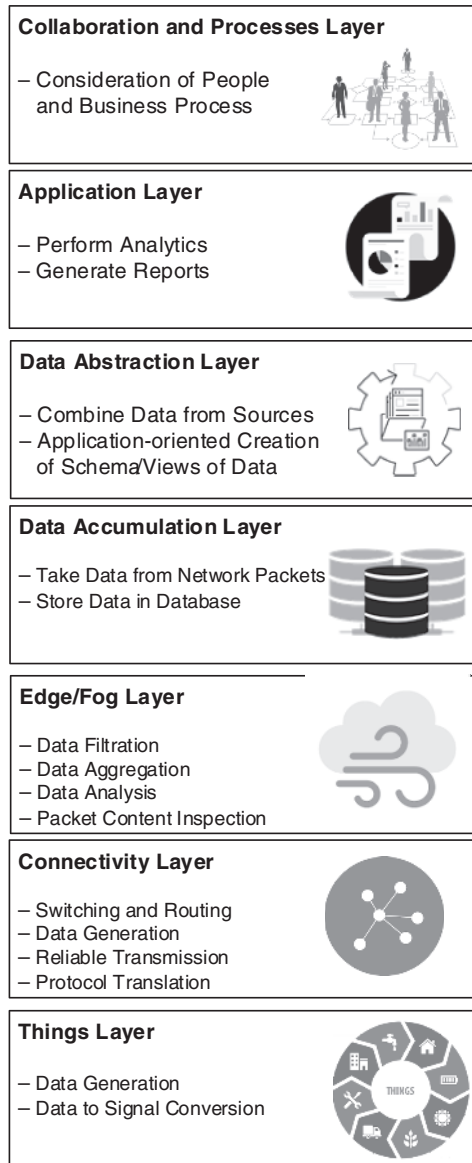 Collaboration and Processes Layer
– Consideration of People
and Business Process
Application Layer
– Perform Analytics
– Generate Reports
Data Abstraction Layer
– Combine Data from Sources
– Application-oriented Creation
of Schema/Views of Data
Data Accumulation Layer
– Take Data from Network Packets
– Store Data in Database
Edge/Fog Layer
– Data Filtration
– Data Aggregation
– Data Analysis
– Packet Content Inspection
Connectivity Layer
– Switching and Routing
– Data Generation
– Reliable Transmission
– Protocol Translation
Things Layer
– Data Generation
– Data to Signal Conversion
THINGS